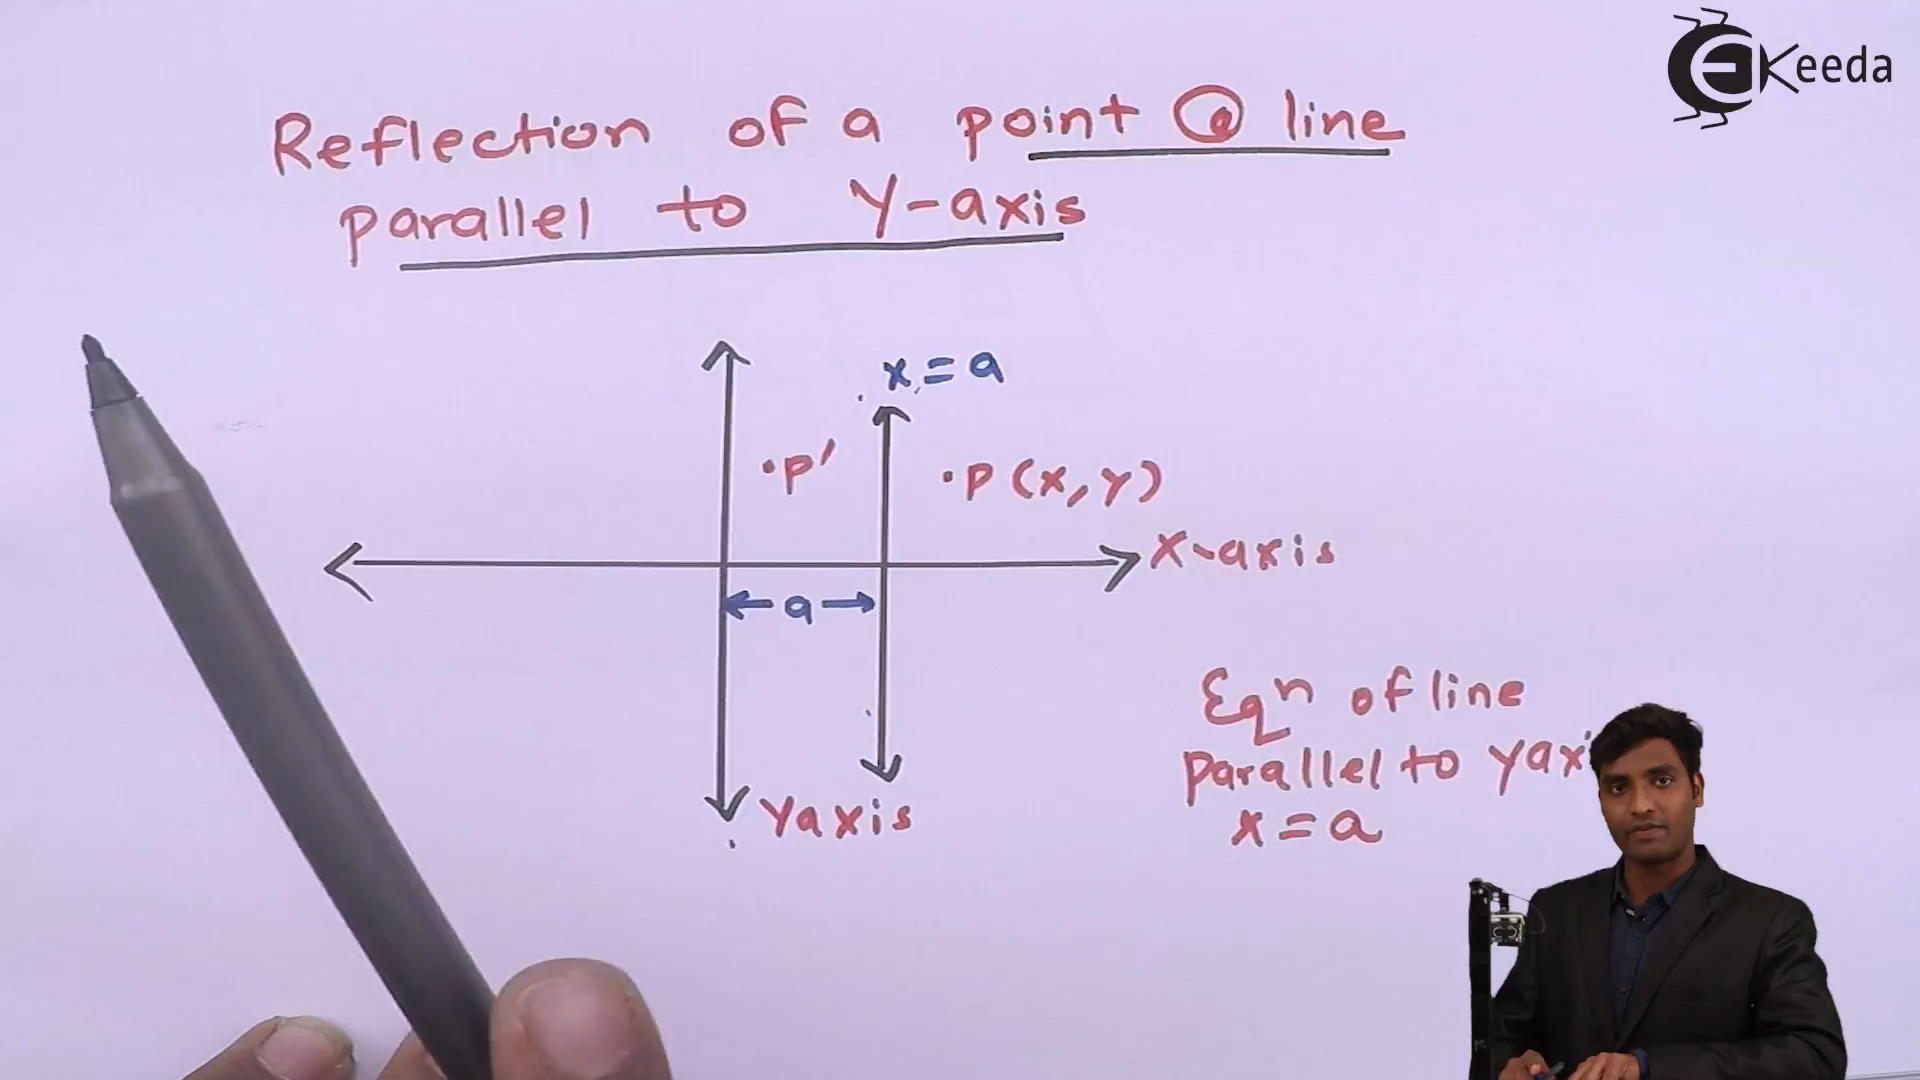 Keeda
Reflection of a point @ line
parallel to Y-axis
x = a
.P'
.P(x,y)
X-axis
a
Yaxis
Eqn of line
parallel to yaxi
x = a